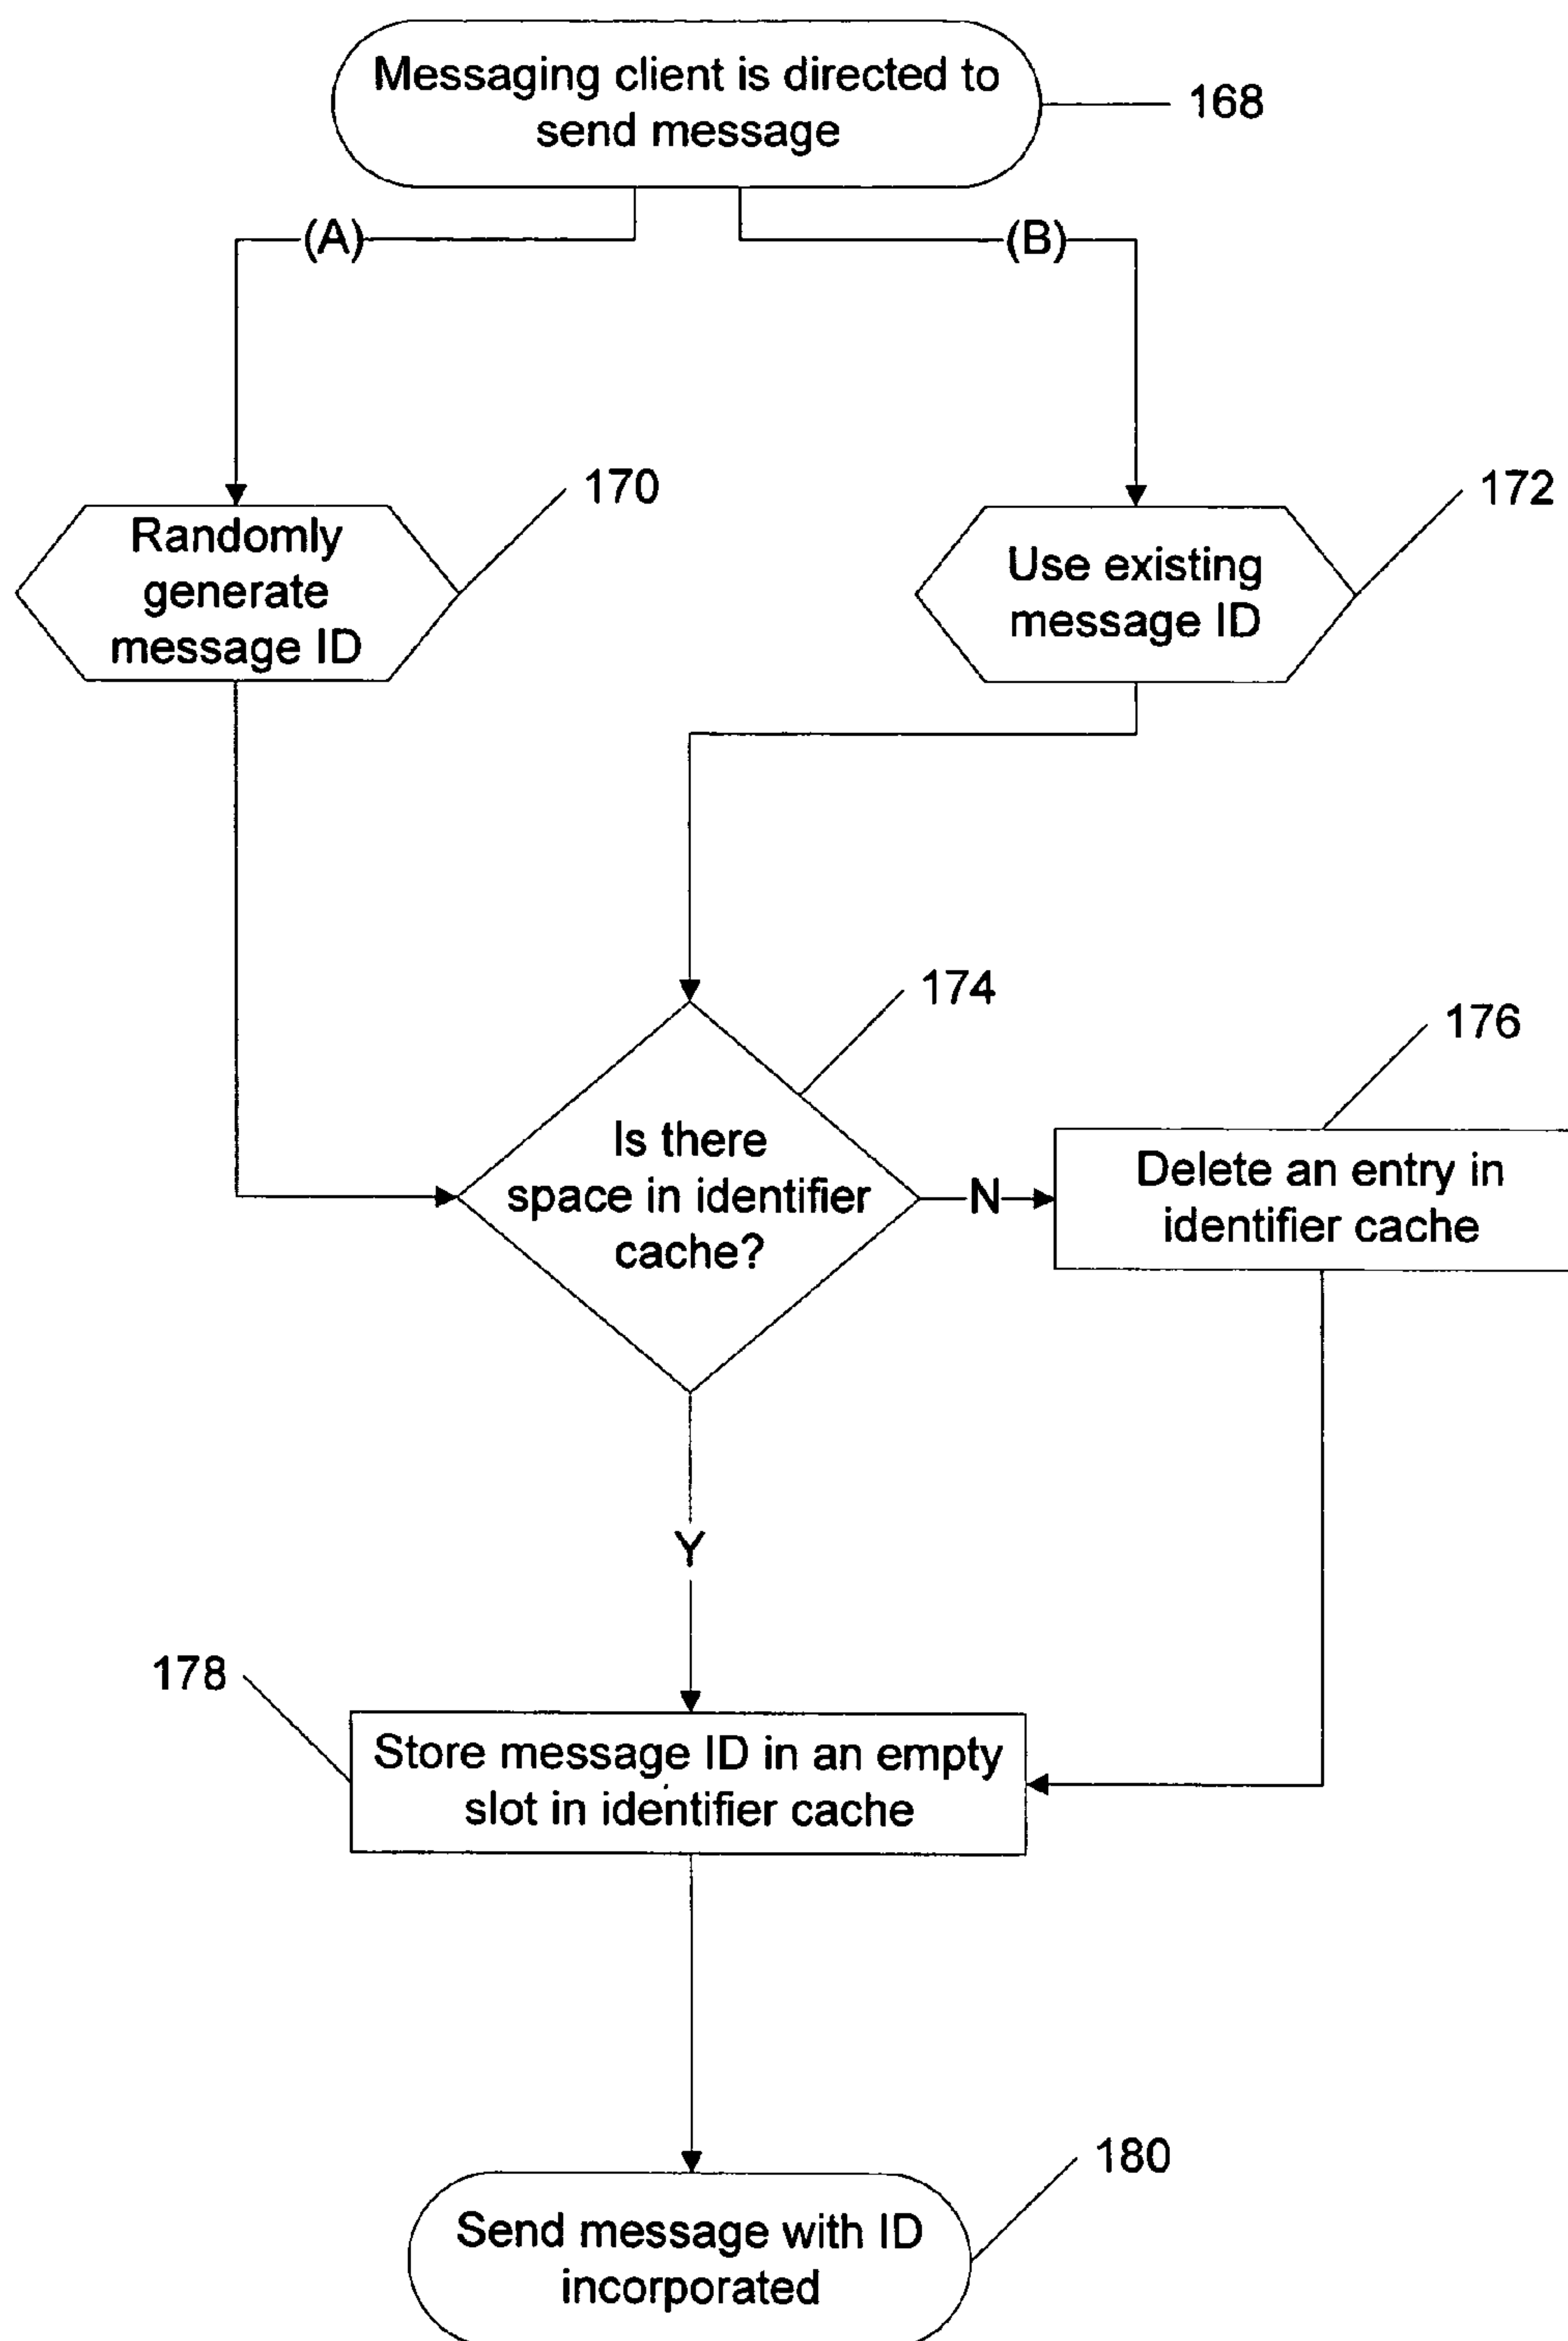 Messaging client is directed to
send message
168
(A)
(B)
170
172
Randomly
generate
message ID
Use existing
message ID
174
176
Is there
space in identifier
cache?
N
Delete an entry in
identifier cache
Y
178
Store message ID in an empty
slot in identifier cache
180
Send message with ID
incorporated